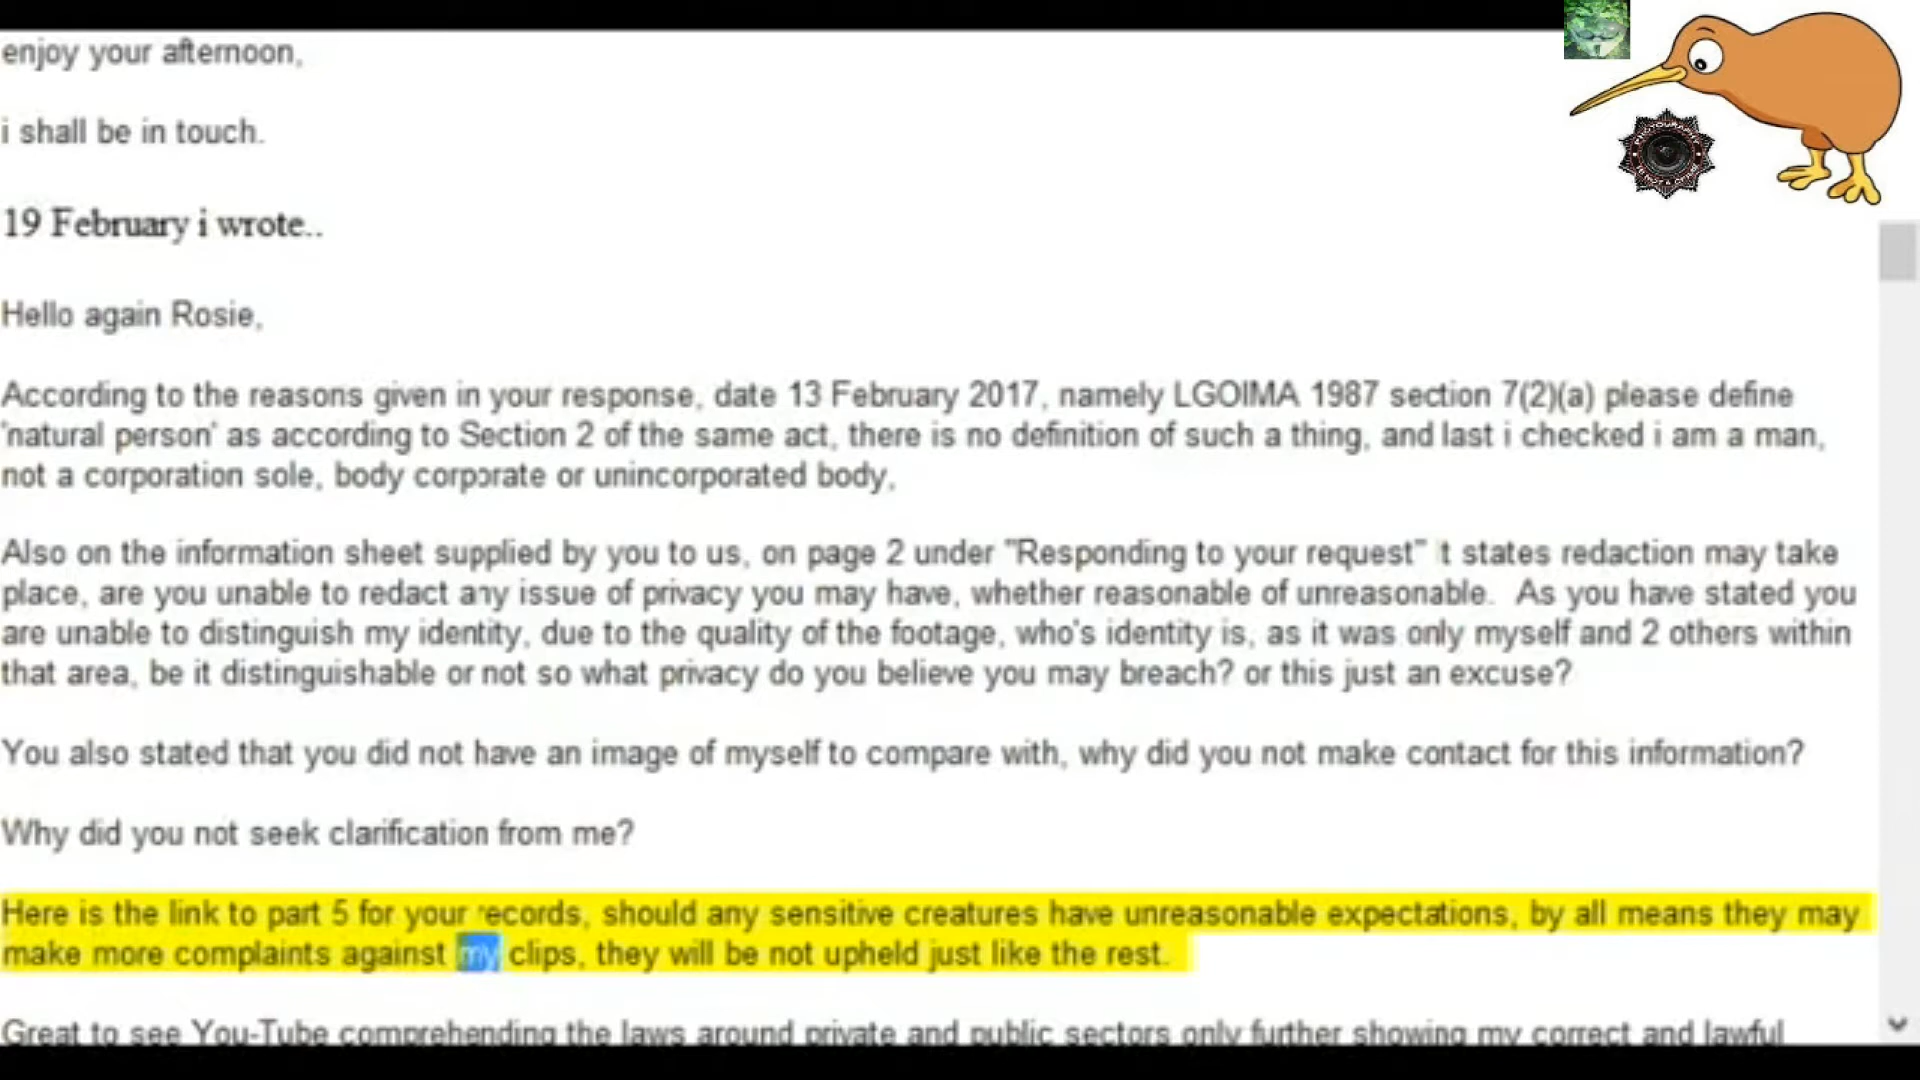 enjoy your afternoon,
i shall be in touch.
19 February i wrote..
Hello again Rosie,
According to the reasons given in your response, date 13 February 2017, namely LGOIMA 1987 section 7(2)(a) please define
'natural person' as according to Section 2 of the same act, there is no definition of such a thing, and last i checked i am a man,
not a corporation sole, body corporate or unincorporated body,
Also on the information sheet supplied by you to us, on page 2 under "Responding to your request" t states redaction may take
place, are you unable to redact any issue of privacy you may have, whether reasonable of unreasonable. As you have stated you
are unable to distinguish my identity, due to the quality of the footage, who's identity is, as it was only myself and 2 others within
that area, be it distinguishable or not so what privacy do you believe you may breach? or this just an excuse?
You also stated that you did not have an image of myself to compare with, why did you not make contact for this information?
Why did you not seek clarification from me?
Here is the link to part 5 for your records, should any sensitive creatures have unreasonable expectations, by all means they may
make more complaints against my clips, they will be not upheld just like the rest.
Great to see You-Tube comprehending the laws around private and public sectors only further showing my correct and lawful